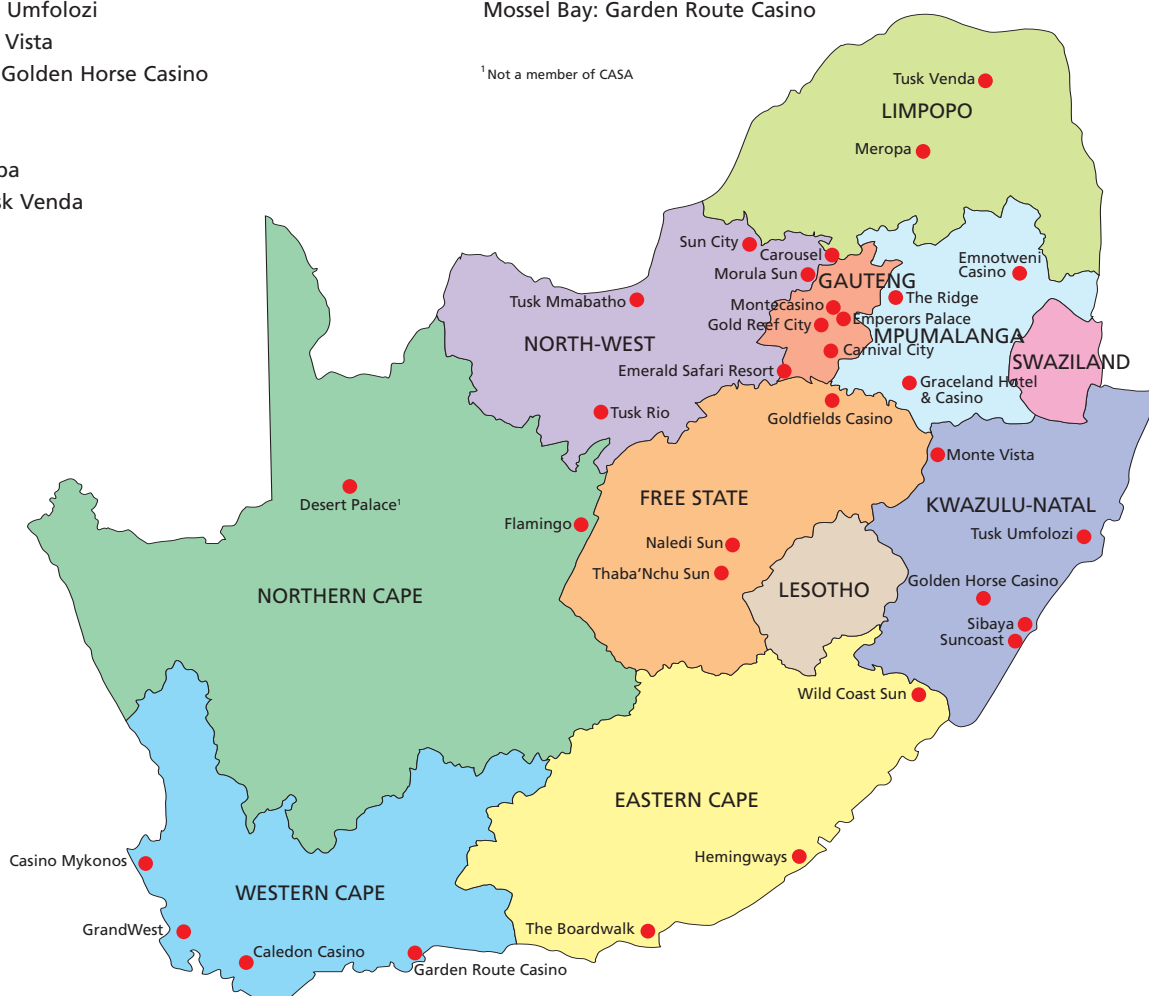 Umfolozi
Vista
Golden Horse Casino
sk Venda
Mossel Bay: Garden Route Casino
1 Not a member of CASA
Tusk Venda
LIMPOPO
Meropa
Sun City
Carousel
Morula Sun
GAUTENG
Emnotweni
Casino
Tusk Mmabatho
Montecasino
The Ridge
Gold Reef City
Emperors Palace
MPUMALANGA
NORTH-WEST
Carnival City
SWAZILAND
Emerald Safari Resort
Graceland Hotel
& Casino
Tusk Rio
Goldfields Casino
Monte Vista
Desert Palace¹
FREE STATE
KWAZULU-NATAL
Flamingo
Tusk Umfolozi
Naledi Sun
Thaba’Nchu Sun
Golden Horse Casino
LESOTHO
NORTHERN CAPE
Sibaya
Suncoast
Wild Coast Sun
EASTERN CAPE
Hemingways
Casino Mykonos
WESTERN CAPE
GrandWest
The Boardwalk
Caledon Casino
Garden Route Casino